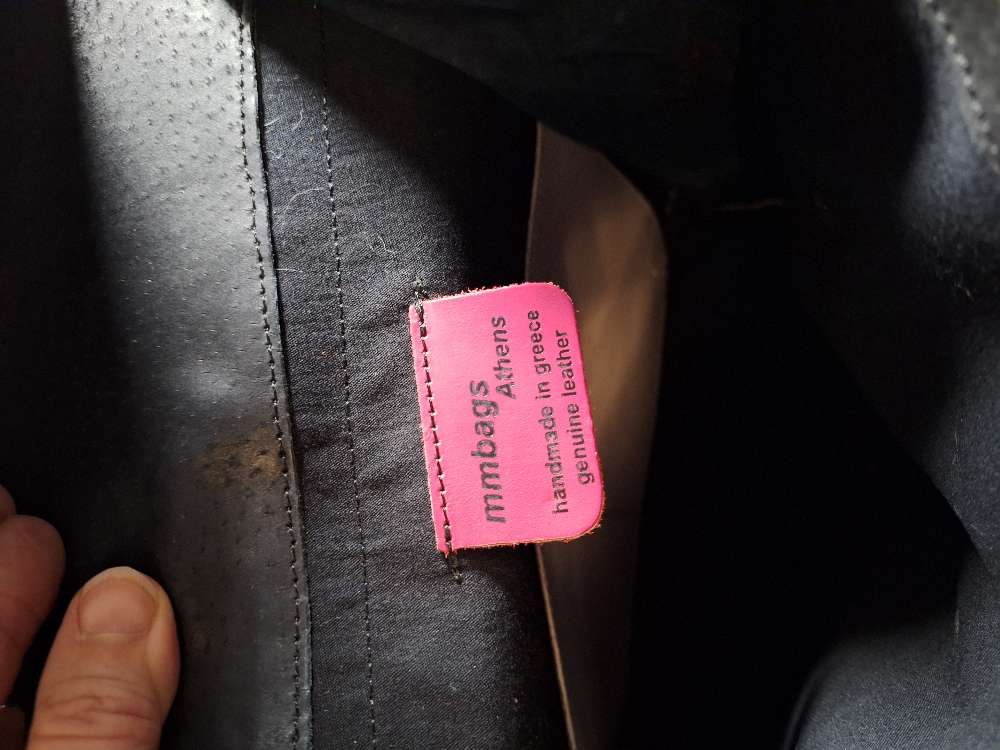 mmbags
Athens
handmade in greece
genuine leather